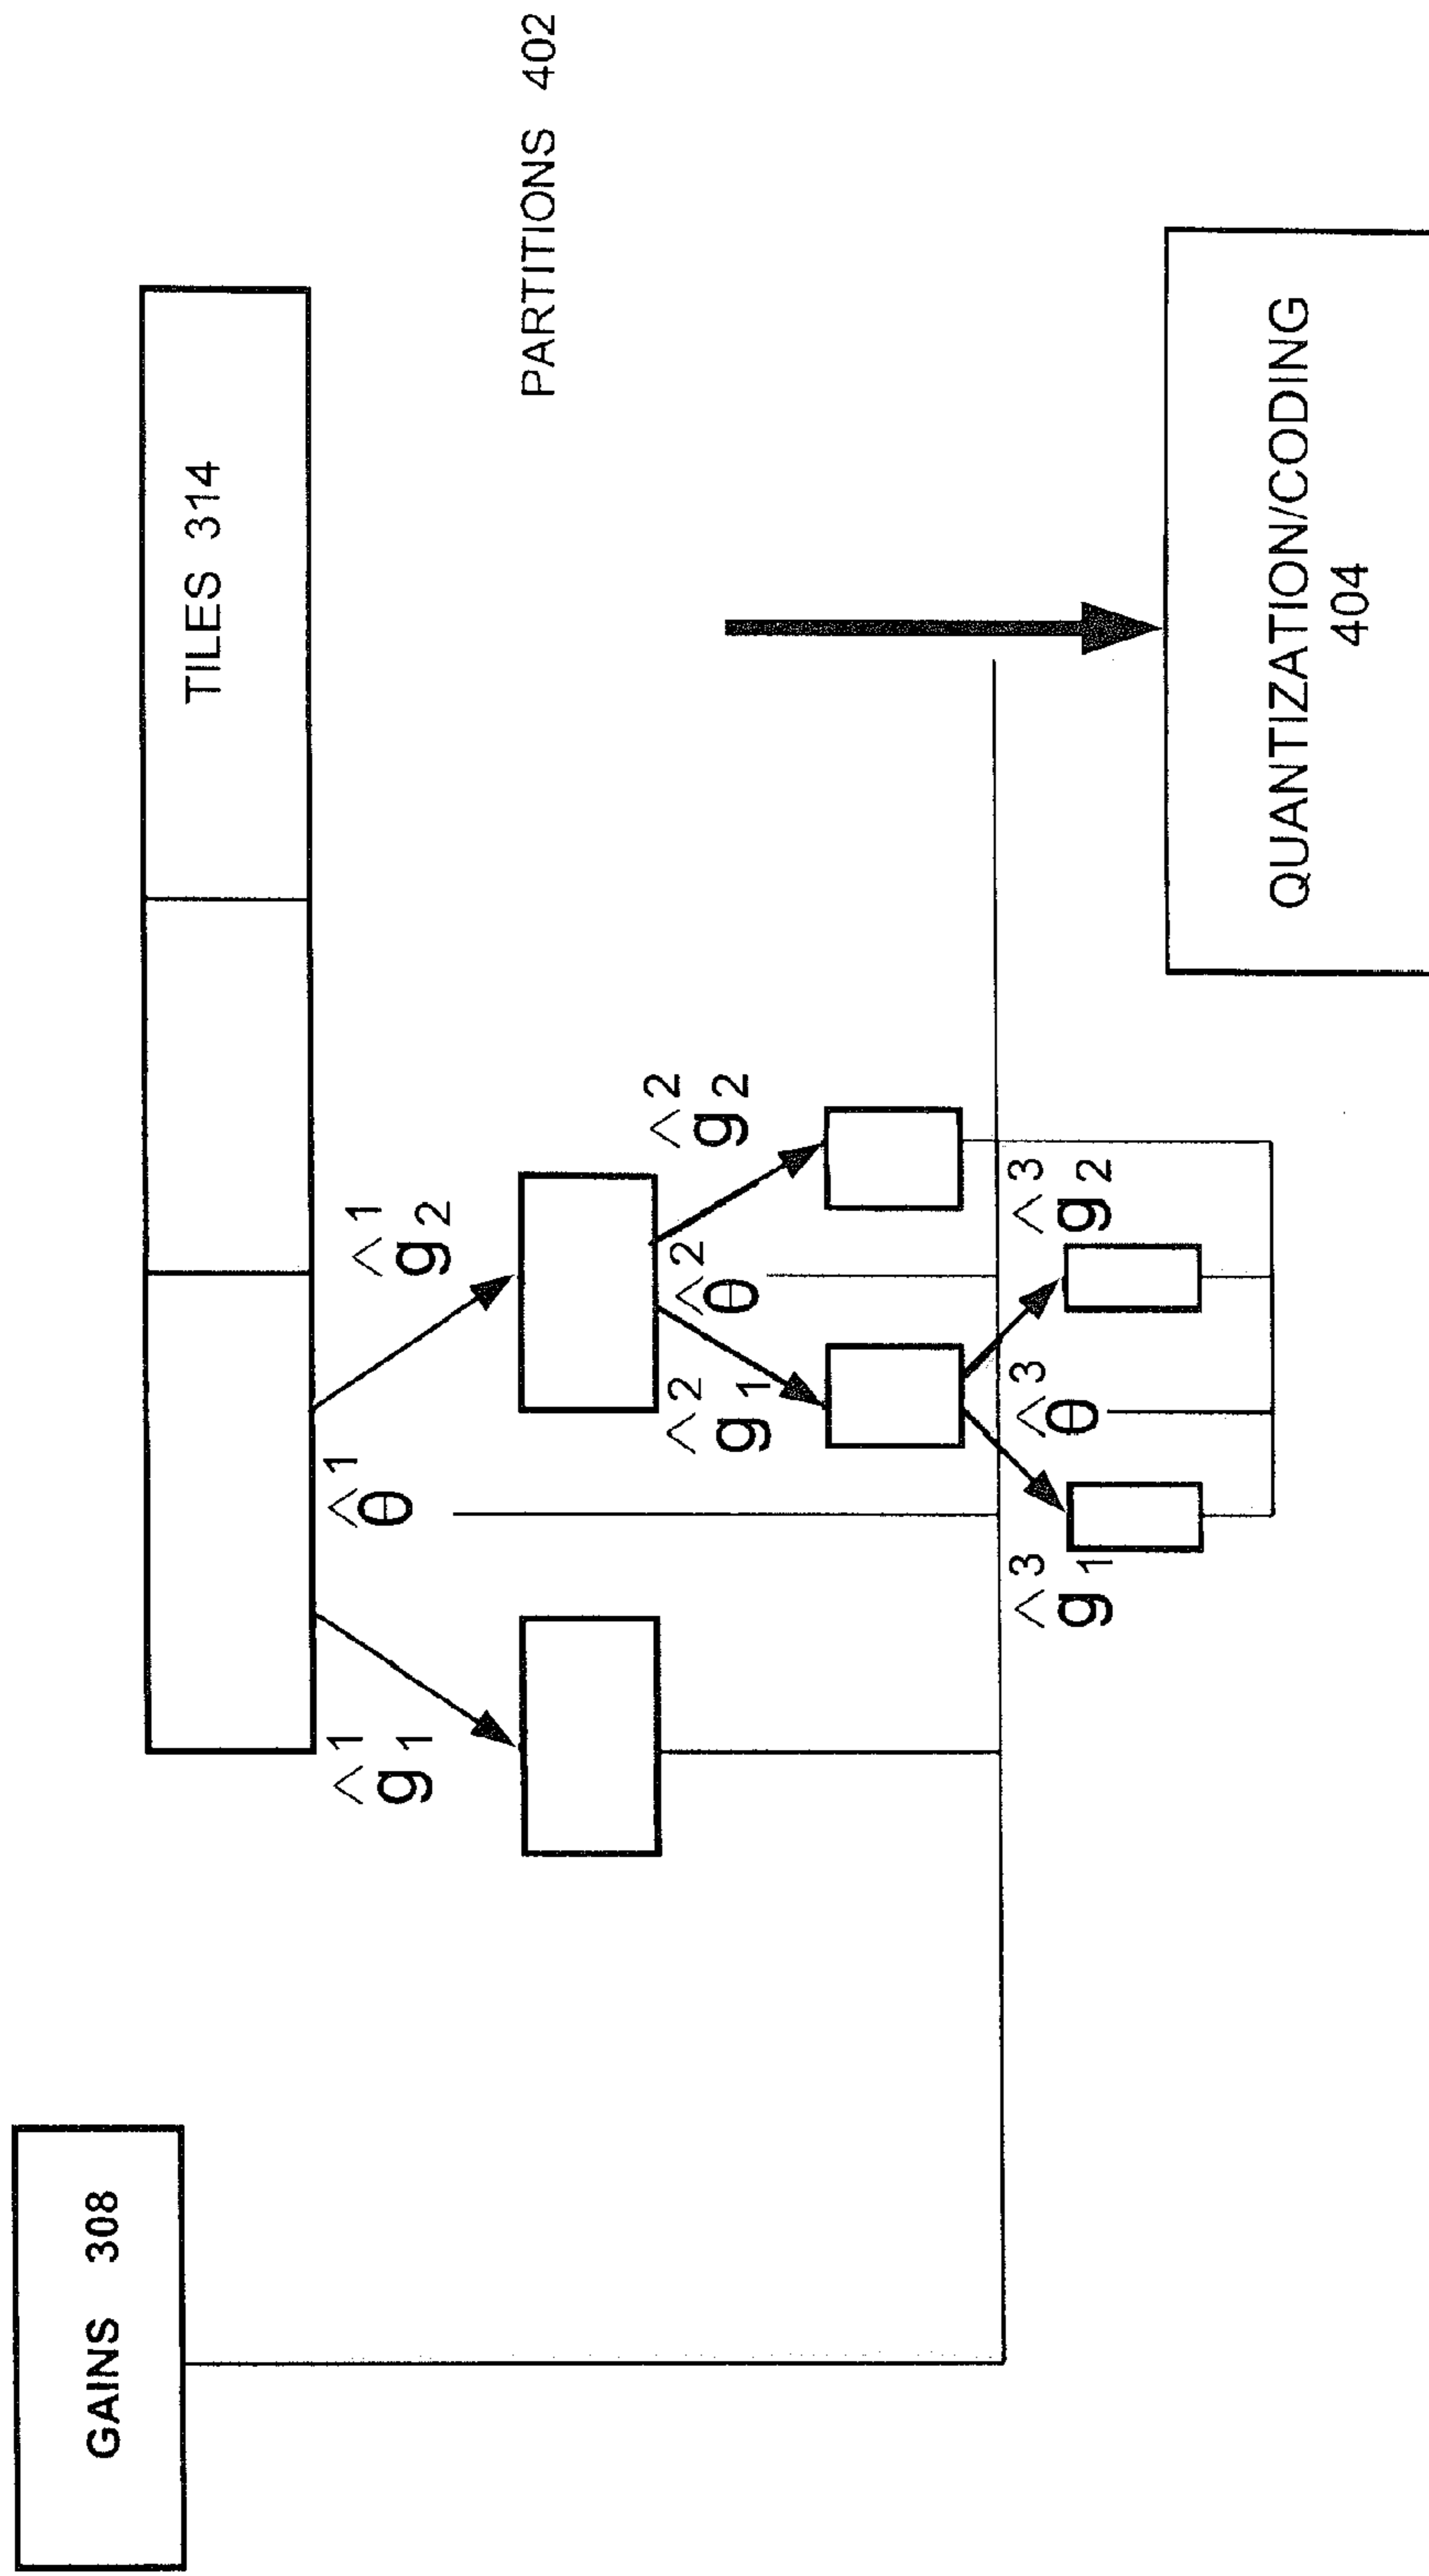 GAINS 308
TILES 314
PARTITIONS 402
ĝ¹₁
θ̂¹
ĝ¹₂
ĝ²₁
θ̂²
ĝ²₂
ĝ³₁
θ̂³
ĝ³₂
QUANTIZATION/CODING
404